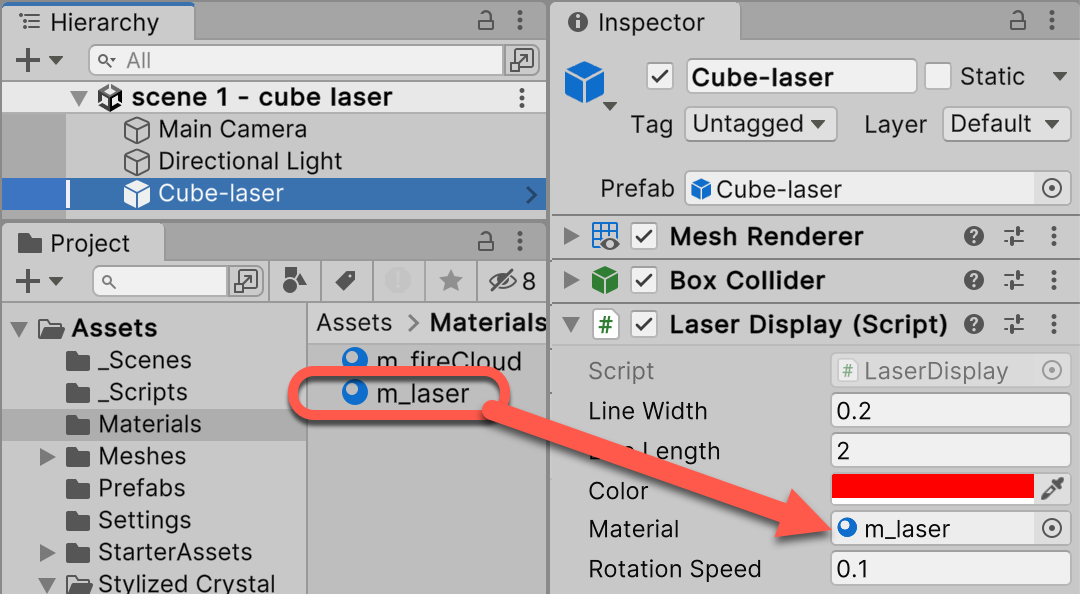 Hierarchy
All
scene 1 - cube laser
Main Camera
Directional Light
Cube-laser
Project
8
Assets
_Scenes
_Scripts
Materials
Meshes
Prefabs
Settings
StarterAssets
Stylized Crystal
Assets > Materials
m_fireCloud
m_laser
Inspector
Cube-laser
Static
Tag Untagged Layer Default
Prefab Cube-laser
Mesh Renderer
Box Collider
# Laser Display (Script)
Script # LaserDisplay
Line Width 0.2
Length 2
Color
Material m_laser
Rotation Speed 0.1